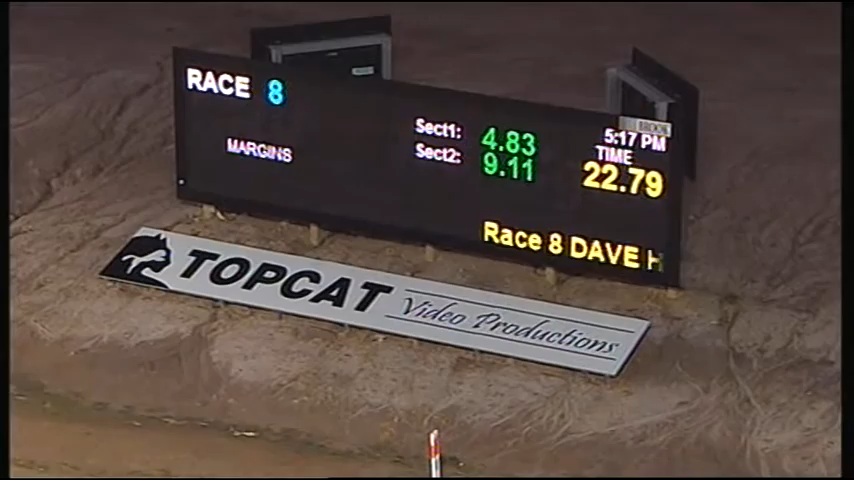 RACE 8
MARGINS
Sect1: 4.83
Sect2: 9.11
5:17 PM
TIME
22.79
Race 8 DAVE H
TOPCAT
Video Productions